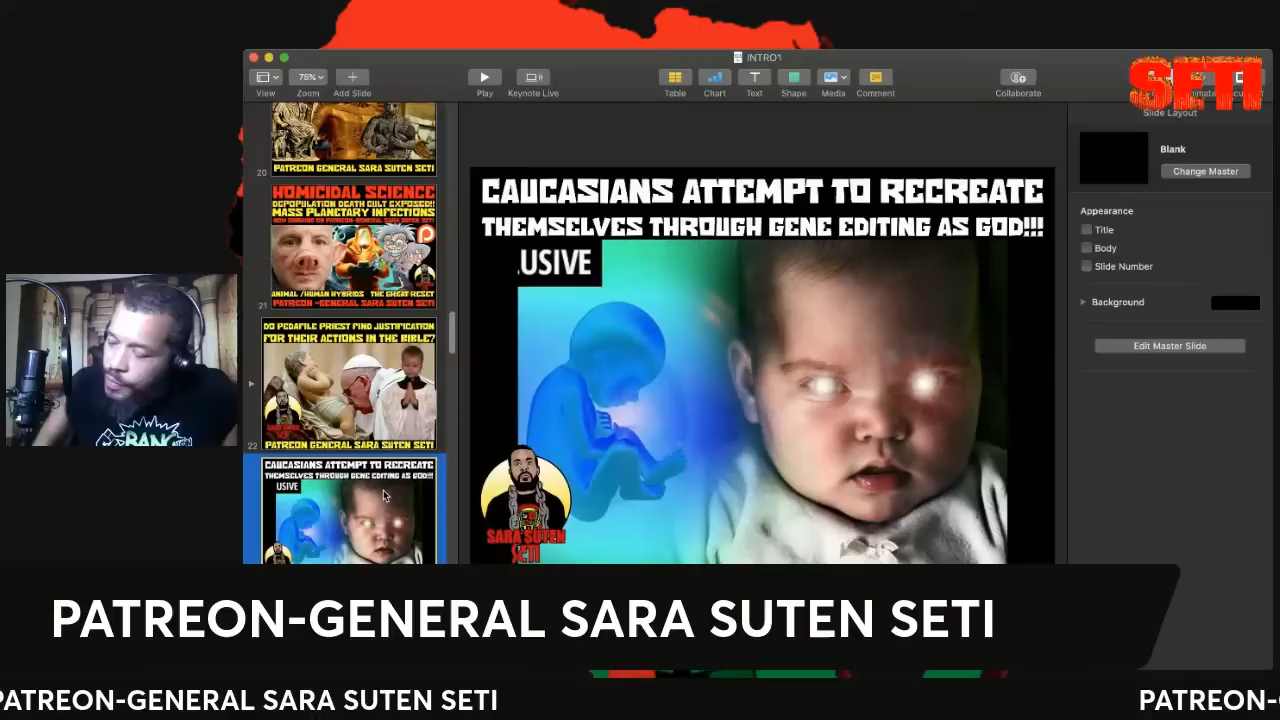 INTRO1
SETI
75%
View
Zoom
Add Slide
Play
Keynote Live
Table
Chart
Text
Shape
Media
Comment
Collaborate
Slide Layout
Blank
Change Master
Appearance
Title
Body
Slide Number
Background
Edit Master Slide
20
PATREON GENERAL SARA SUTEN SETI
HOMICIDAL SCIENCE
DEPOPULATION DEATH CULT EXPOSED!!
MASS PLANETARY INFECTIONS
ANIMAL/HUMAN HYBRIDS THE GREAT RESET
PATREON-GENERAL SARA SUTEN SETI
21
DO PEDAFILE PRIEST FIND JUSTIFICATION
FOR THEIR ACTIONS IN THE BIBLE?
PATREON GENERAL SARA SUTEN SETI
22
CAUCASIANS ATTEMPT TO RECREATE
THEMSELVES THROUGH GENE EDITING AS GOD!!!
USIVE
CAUCASIANS ATTEMPT TO RECREATE
THEMSELVES THROUGH GENE EDITING AS GOD!!!
USIVE
SARA SUTEN
SETI
BANG
PATREON-GENERAL SARA SUTEN SETI
PATREON-GENERAL SARA SUTEN SETI
PATREON-